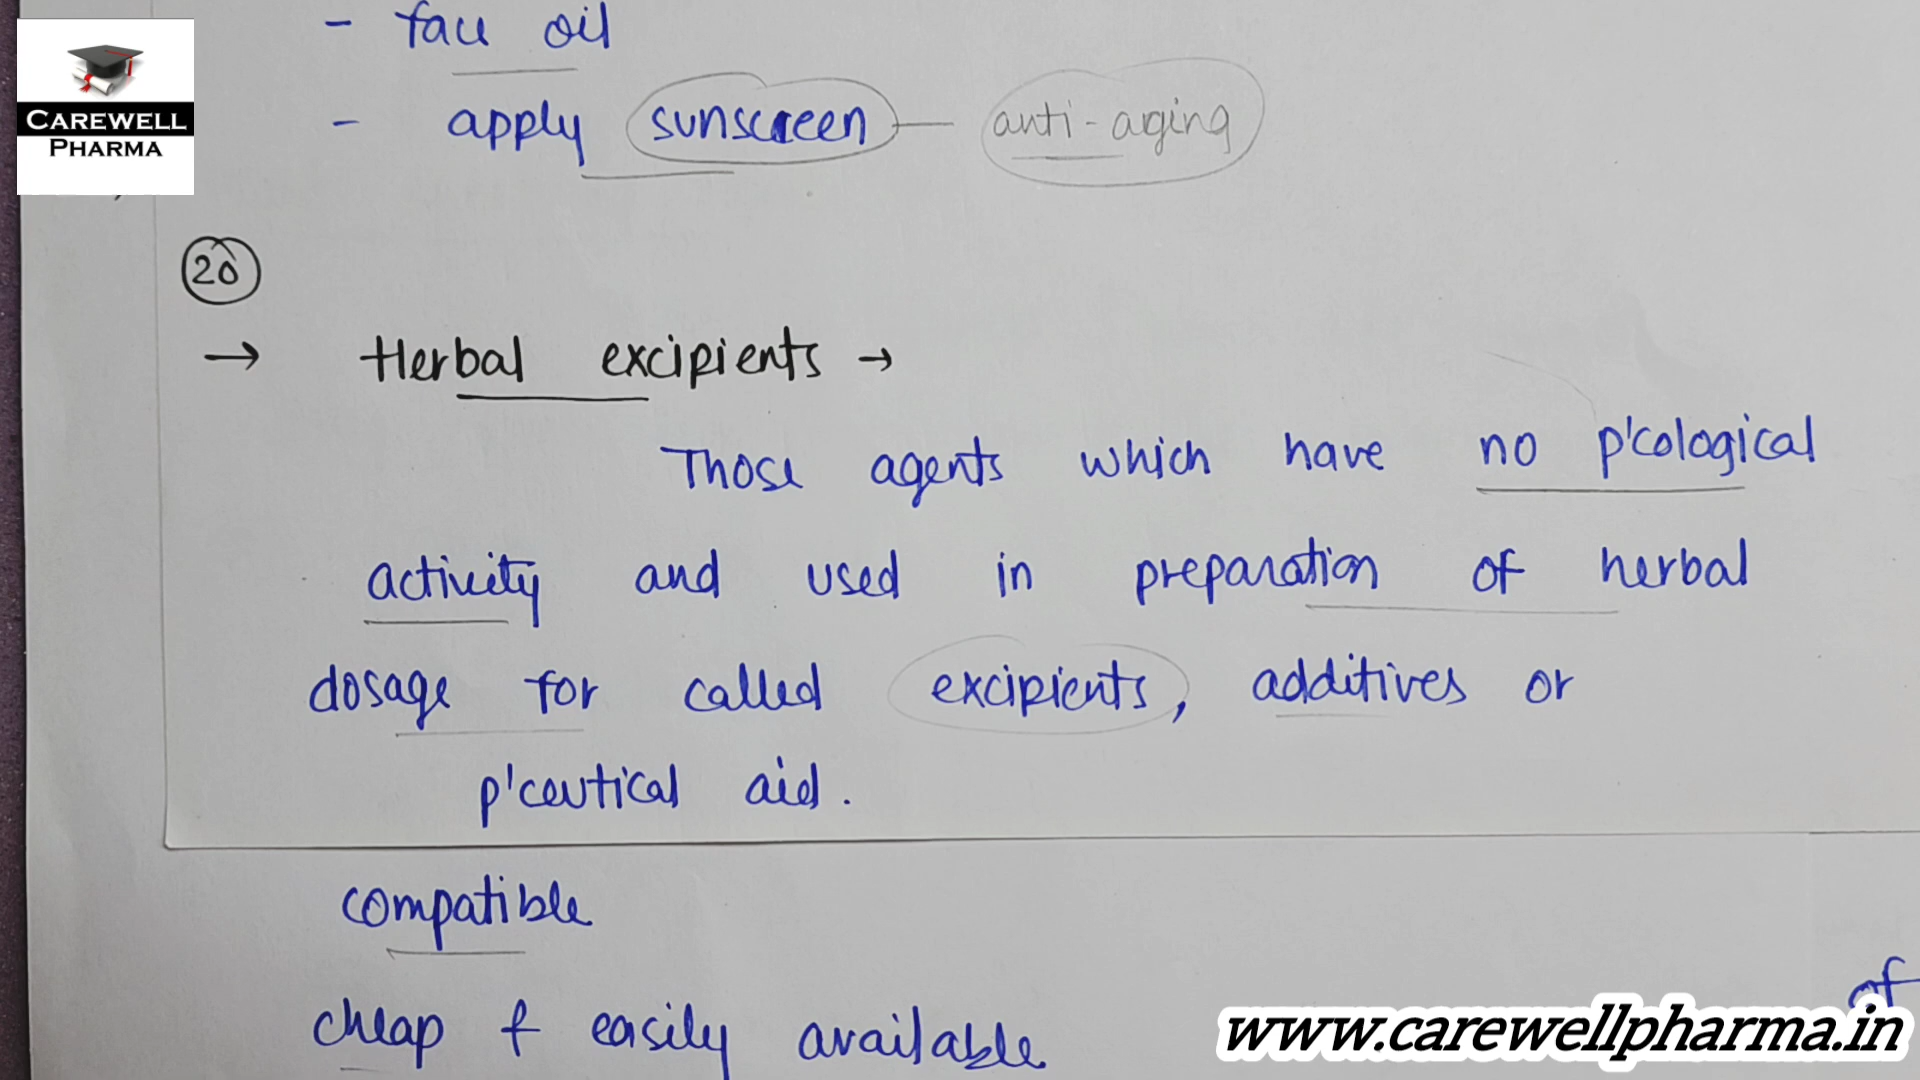 - face oil
CAREWELL
PHARMA
- apply sunscreen — anti-aging
20
→ Herbal excipients →
Those agents which have no p'cological
activity and used in preparation of herbal
dosage for called excipients, additives or
p'ceutical aid.
compatible
of
cheap & easily available
www.carewellpharma.in